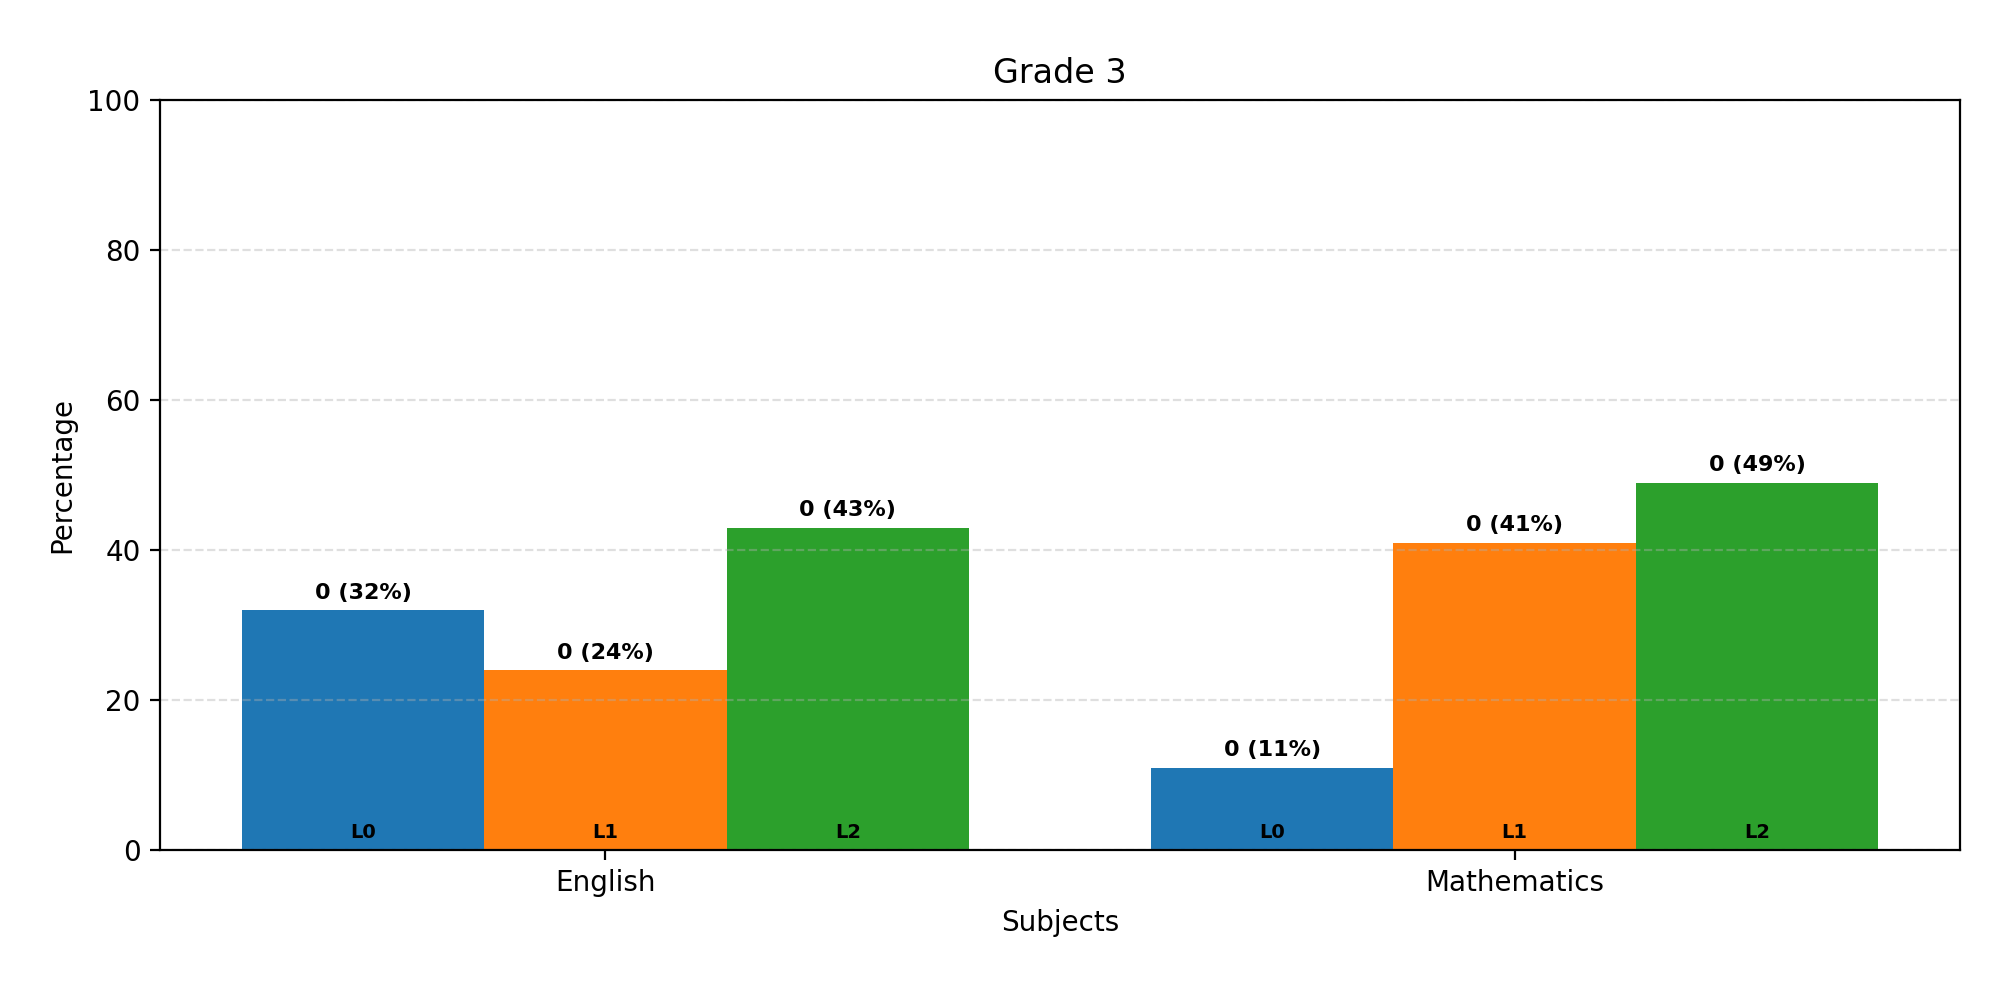 Grade 3
Percentage
100
80
60
40
20
0
0 (32%)
0 (24%)
0 (43%)
0 (11%)
0 (41%)
0 (49%)
L0
L1
L2
L0
L1
L2
English
Mathematics
Subjects